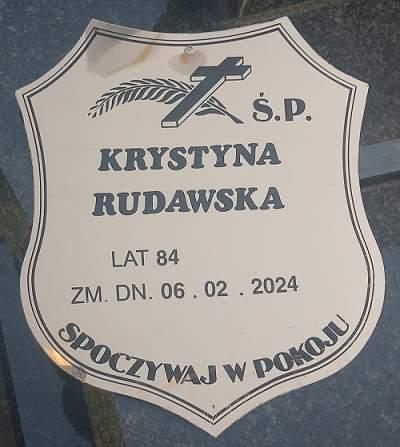 Ś.P.
KRYSTYNA
RUDAWSKA
LAT 84
ZM. DN. 06 . 02 . 2024
SPOCZYWAJ W POKOJU